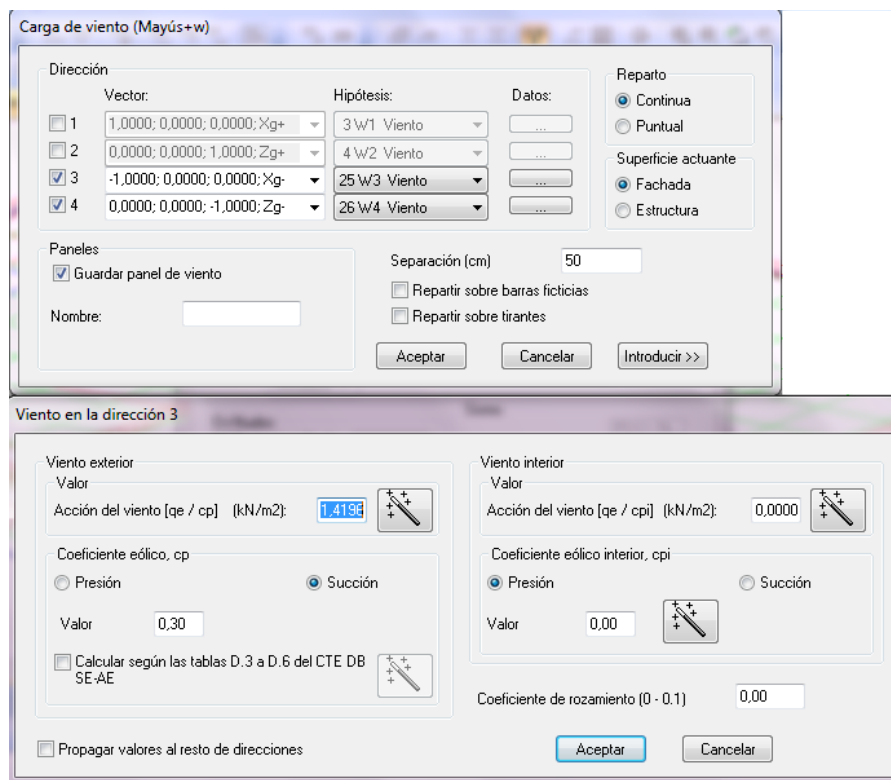 Carga de viento (Mayús+w)
Dirección
Vector:
Hipótesis:
Datos:
1
1,0000; 0,0000; 0,0000; Xg+
3 W1 Viento
...
2
0,0000; 0,0000; 1,0000; Zg+
4 W2 Viento
...
3
-1,0000; 0,0000; 0,0000; Xg-
25 W3 Viento
...
4
0,0000; 0,0000; -1,0000; Zg-
26 W4 Viento
...
Reparto
Continua
Puntual
Superficie actuante
Fachada
Estructura
Paneles
Guardar panel de viento
Nombre:
Separación (cm)
50
Repartir sobre barras ficticias
Repartir sobre tirantes
Aceptar
Cancelar
Introducir >>
Viento en la dirección 3
Viento exterior
Valor
Acción del viento [qe / cp] (kN/m2):
1,4196
Coeficiente eólico, cp
Presión
Succión
Valor
0,30
Calcular según las tablas D.3 a D.6 del CTE DB
SE-AE
Propagar valores al resto de direcciones
Viento interior
Valor
Acción del viento [qe / cpi] (kN/m2):
0,0000
Coeficiente eólico interior, cpi
Presión
Succión
Valor
0,00
Coeficiente de rozamiento (0 - 0.1)
0,00
Aceptar
Cancelar